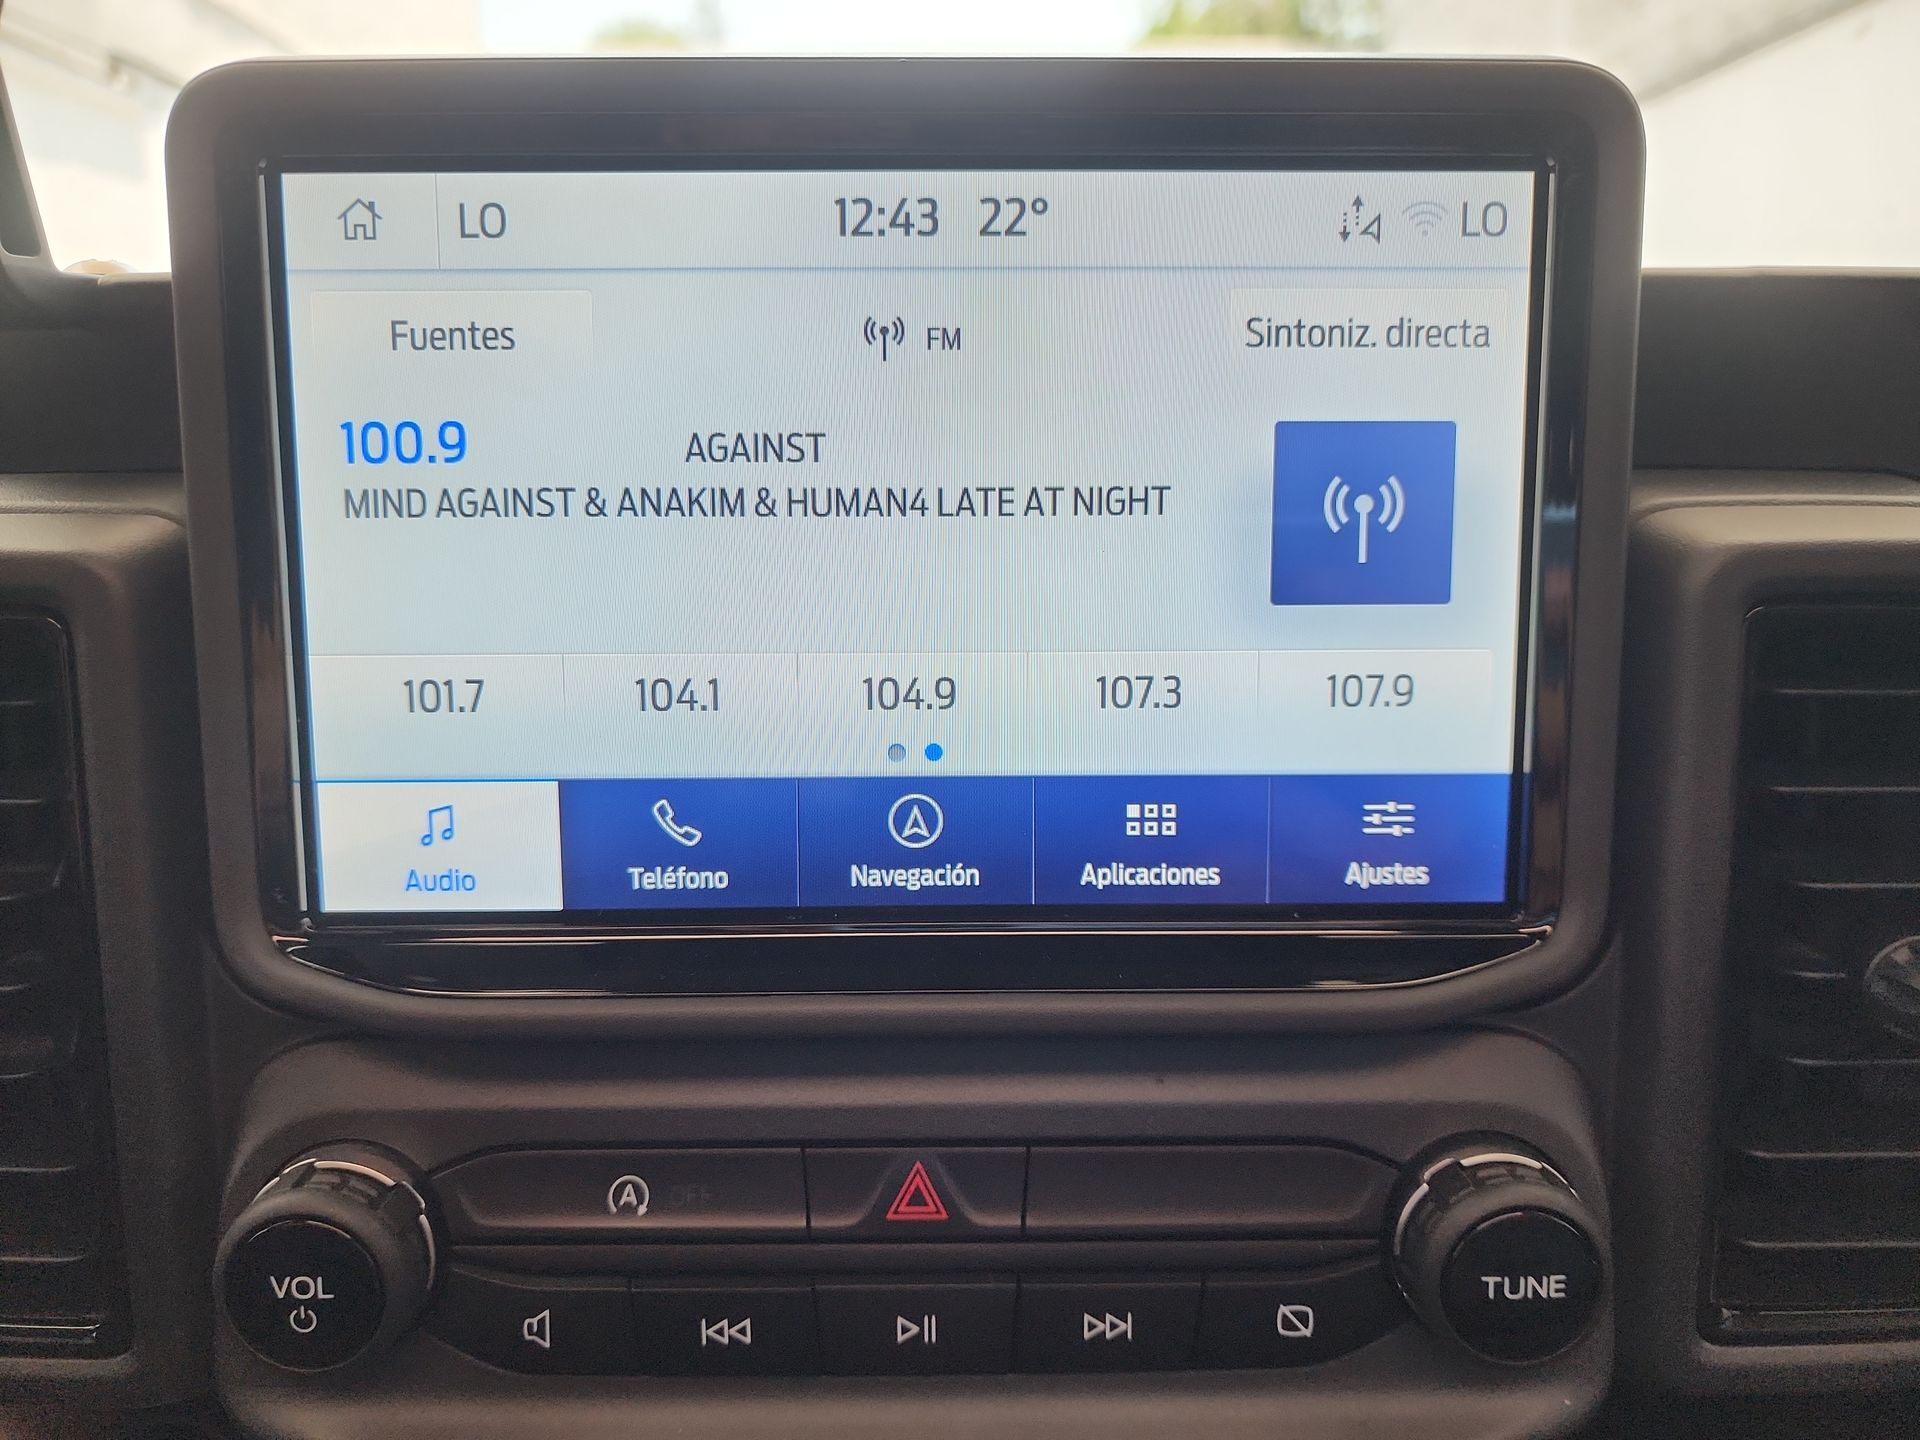 LO 12:43 22° LO
Fuentes FM Sintoniz. directa
100.9 AGAINST
MIND AGAINST & ANAKIM & HUMAN4 LATE AT NIGHT
101.7 104.1 104.9 107.3 107.9
Audio Teléfono Navegación Aplicaciones Ajustes
A OFF
VOL TUNE